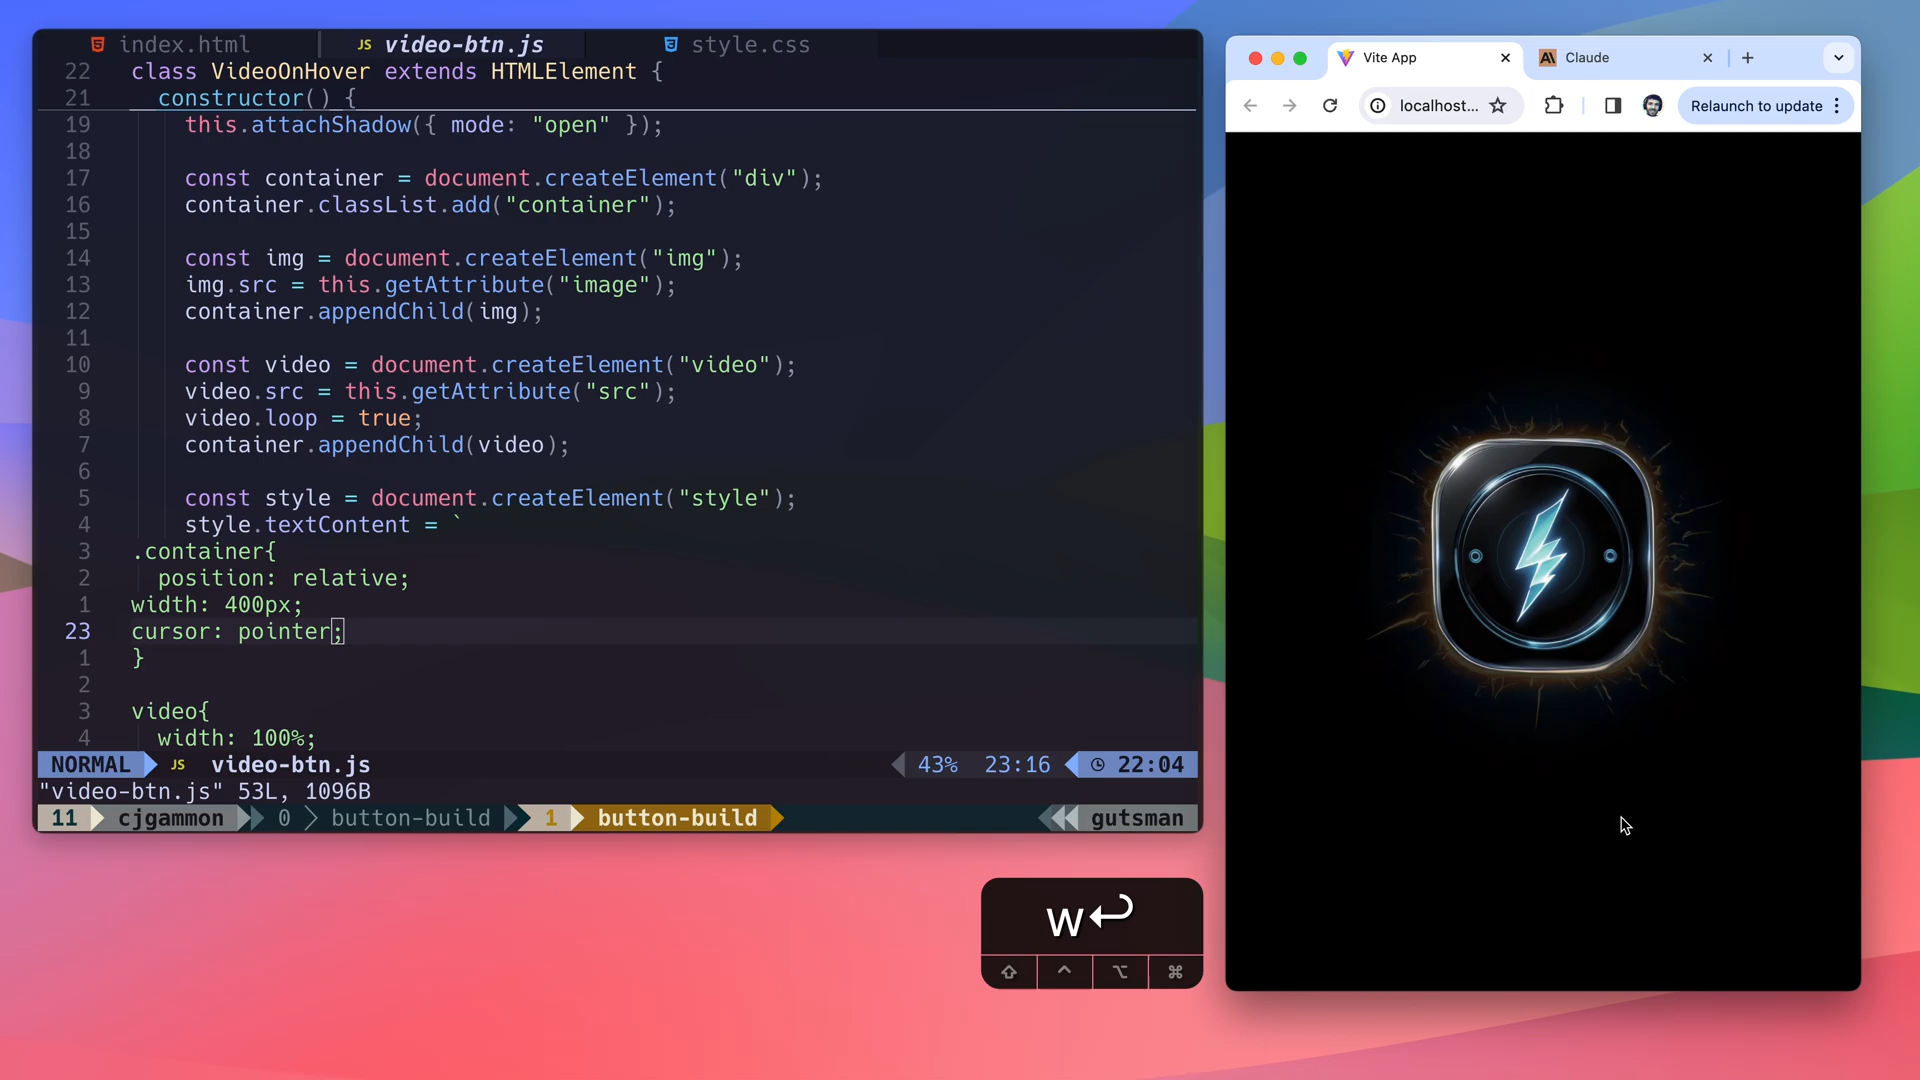 index.html
JS video-btn.js
style.css
22 class VideoOnHover extends HTMLElement {
21 constructor() {
19 this.attachShadow({ mode: "open" });
18
17 const container = document.createElement("div");
16 container.classList.add("container");
15
14 const img = document.createElement("img");
13 img.src = this.getAttribute("image");
12 container.appendChild(img);
11
10 const video = document.createElement("video");
9 video.src = this.getAttribute("src");
8 video.loop = true;
7 container.appendChild(video);
6
5 const style = document.createElement("style");
4 style.textContent = `
3 .container{
2 position: relative;
1 width: 400px;
23 cursor: pointer;
1 }
2
3 video{
4 width: 100%;
NORMAL JS video-btn.js 43% 23:16 22:04
"video-btn.js" 53L, 1096B
11 cjgammon 0 button-build 1 button-build gutsman
w
Vite App
Claude
localhost...
Relaunch to update